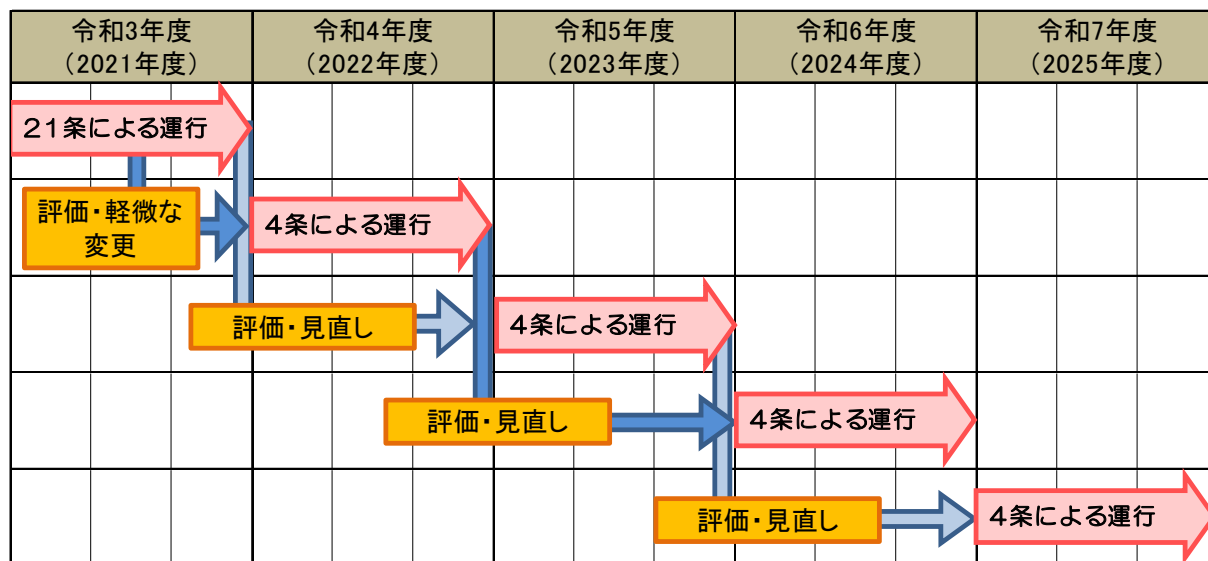 令和3年度
(2021年度)
令和4年度
(2022年度)
令和5年度
(2023年度)
令和6年度
(2024年度)
令和7年度
(2025年度)
21条による運行
評価・軽微な
変更
4条による運行
評価・見直し
4条による運行
評価・見直し
4条による運行
評価・見直し
4条による運行